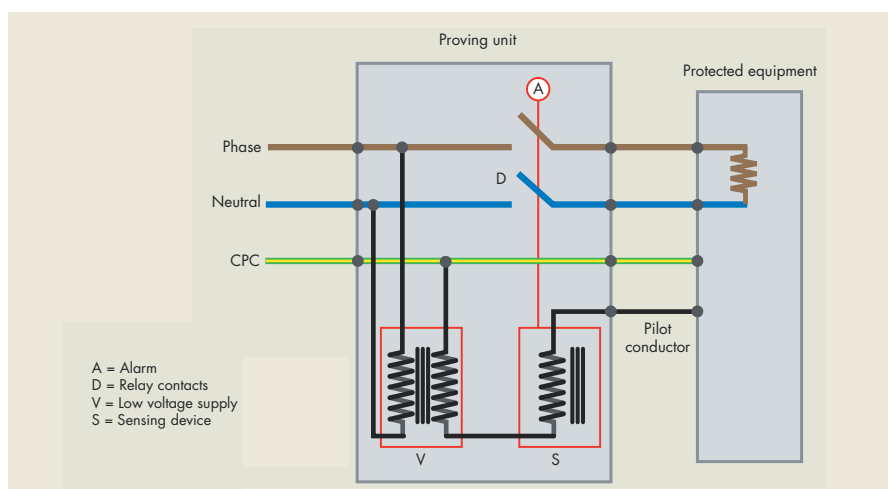 Proving unit
Protected equipment
A
Phase
D
Neutral
CPC
Pilot
conductor
A = Alarm
D = Relay contacts
V = Low voltage supply
S = Sensing device
V
S